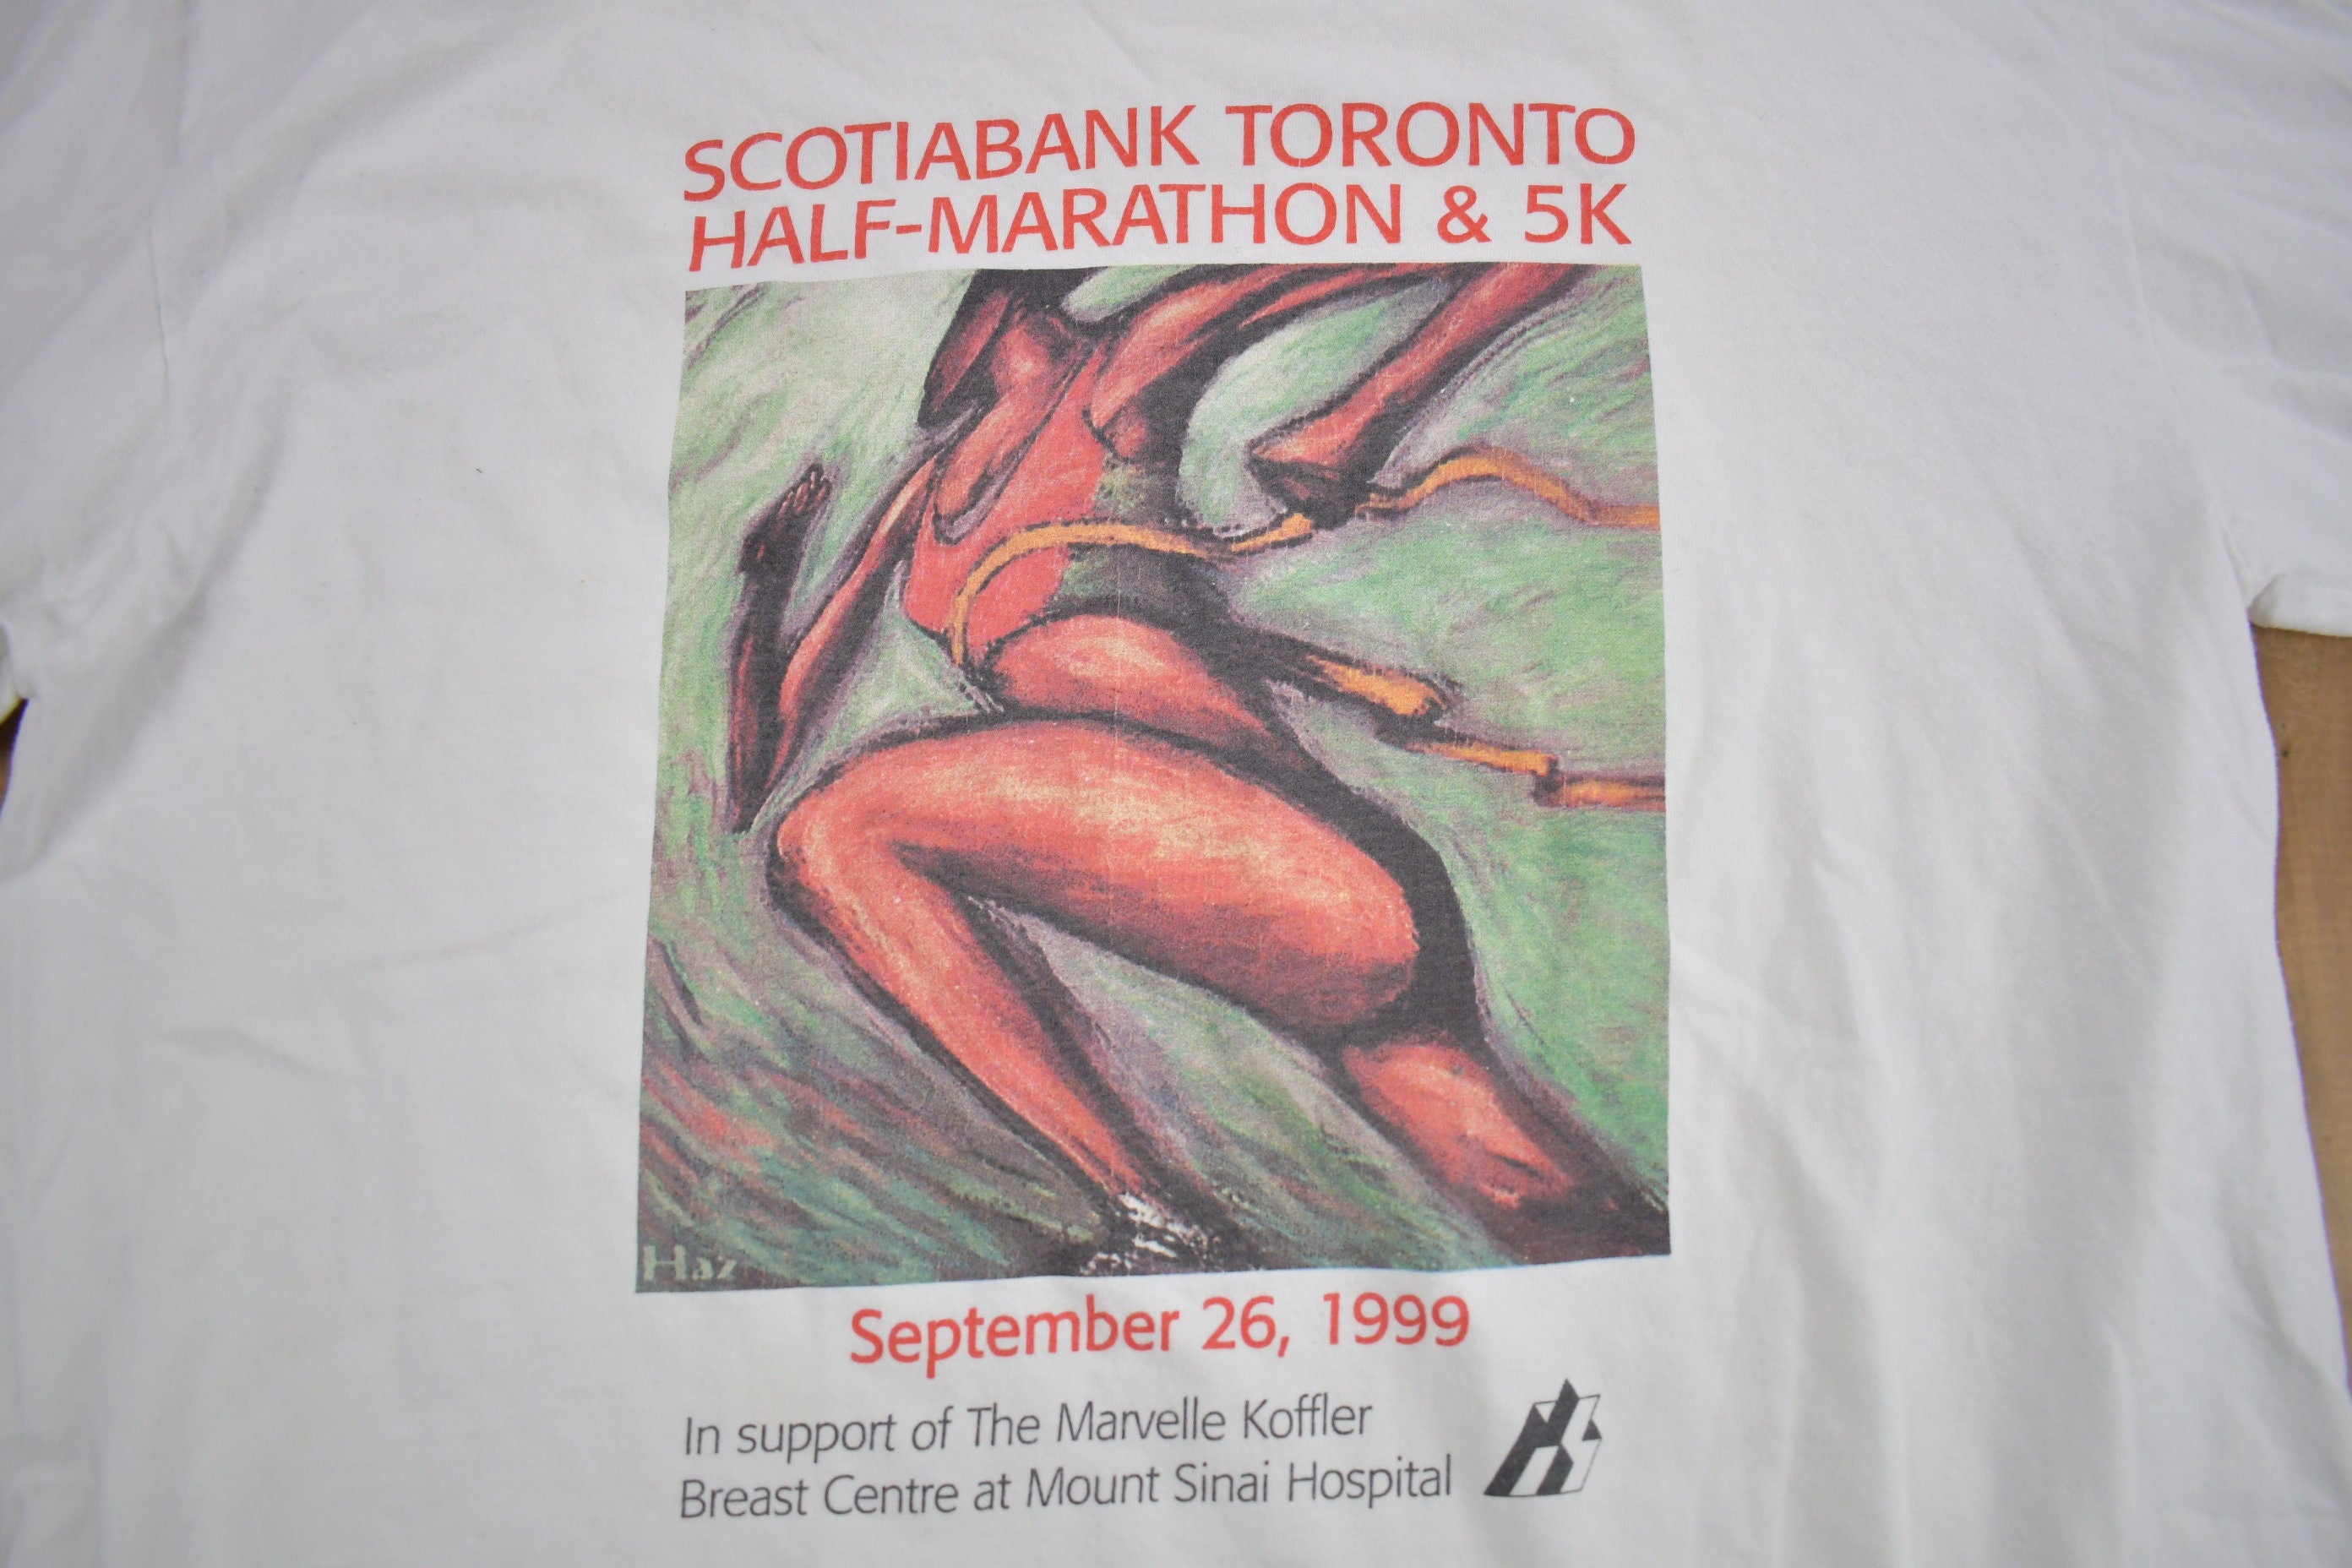 SCOTIABANK TORONTO
HALF-MARATHON & 5K
Haz
September 26, 1999
In support of The Marvelle Koffler
Breast Centre at Mount Sinai Hospital